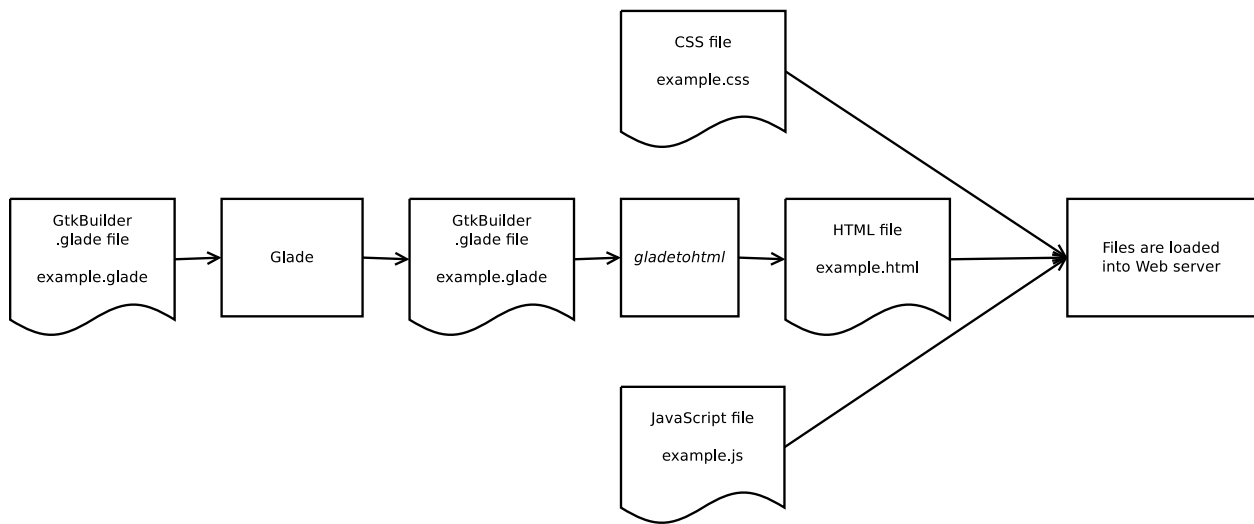 CSS file
example.css
GtkBuilder
.glade file
example.glade
Glade
GtkBuilder
.glade file
example.glade
gladetohtml
HTML file
example.html
Files are loaded
into Web server
JavaScript file
example.js